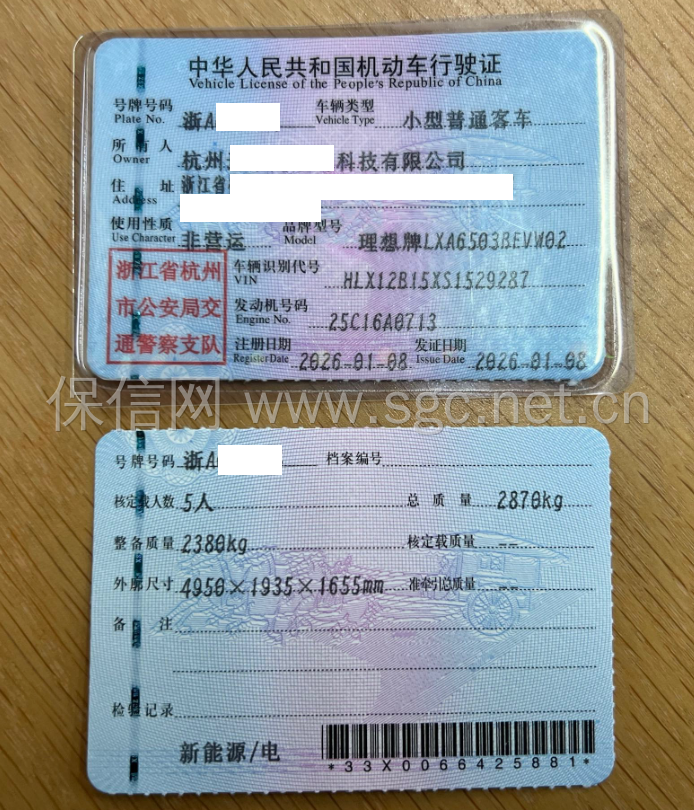 中华人民共和国机动车行驶证
Vehicle License of the People's Republic of China
号牌号码 浙A 车辆类型 小型普通客车
Plate No. Vehicle Type
所有人 杭州 科技有限公司
Owner
住址 浙江省
Address
使用性质 非营运 品牌型号 理想牌LXA6503BEVW02
Use Character Model
浙江省杭州 车辆识别代号 HLX12B15XS1529287
VIN
市公安局交 发动机号码 25C16A0713
Engine No.
通警察支队 注册日期 2026-01-08 发证日期 2026-01-08
Register Date Issue Date
保信网 www.sgc.net.cn
号牌号码 浙A 档案编号
核定载人数 5人 总质量 2870kg
整备质量 2380kg 核定载质量 --
外廓尺寸 4950×1935×1655mm 准牵引总质量 --
备注
检验记录
新能源/电
*33X0066425881*